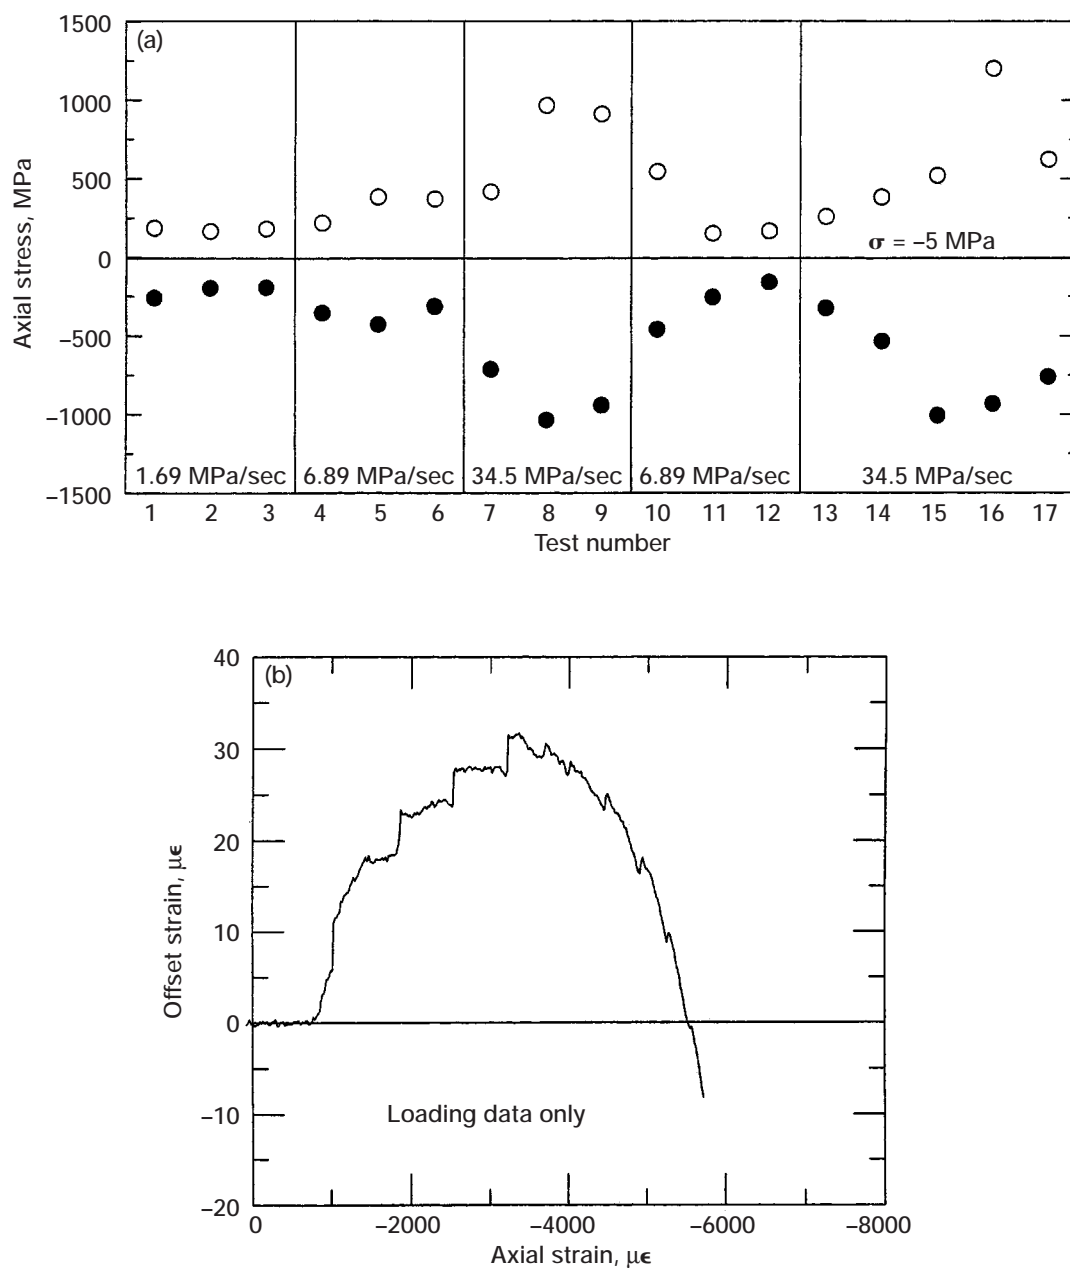 (a)
Axial stress, MPa
1500
1000
500
0
−500
−1000
−1500
σ = −5 MPa
1.69 MPa/sec 6.89 MPa/sec 34.5 MPa/sec 6.89 MPa/sec 34.5 MPa/sec
1 2 3 4 5 6 7 8 9 10 11 12 13 14 15 16 17
Test number
(b)
Offset strain, µϵ
40
30
20
10
0
−10
−20
Loading data only
0 −2000 −4000 −6000 −8000
Axial strain, µϵ